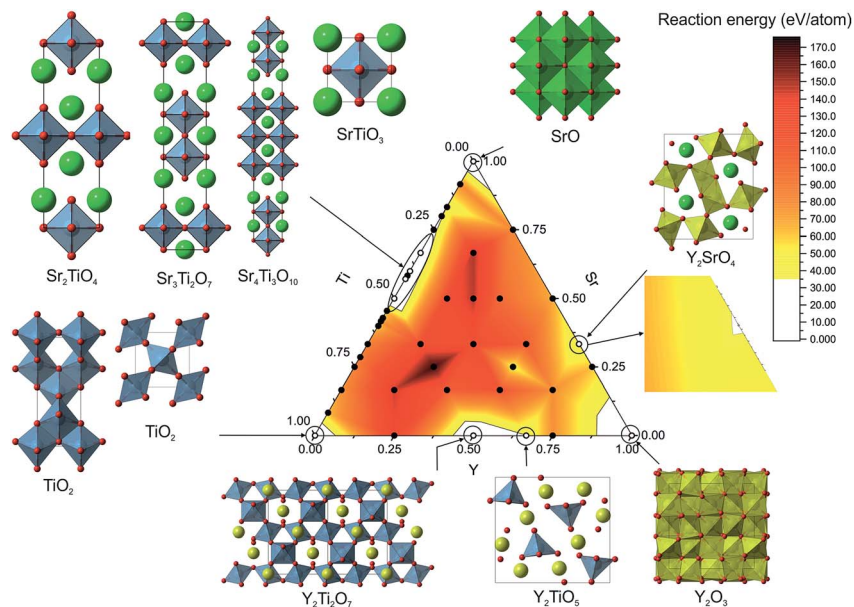 Reaction energy (eV/atom)
170.0
160.0
150.0
140.0
130.0
120.0
110.0
100.0
90.00
80.00
70.00
60.00
50.00
40.00
30.00
20.00
10.00
0.000
SrTiO₃
SrO
Y₂SrO₄
Sr₂TiO₄
Sr₃Ti₂O₇
Sr₄Ti₃O₁₀
0.00
1.00
0.25
0.75
Ti
Sr
0.50
0.50
0.75
0.25
1.00
0.00
0.00
0.25
0.50
0.75
1.00
Y
TiO₂
TiO₂
Y₂Ti₂O₇
Y₂TiO₅
Y₂O₃